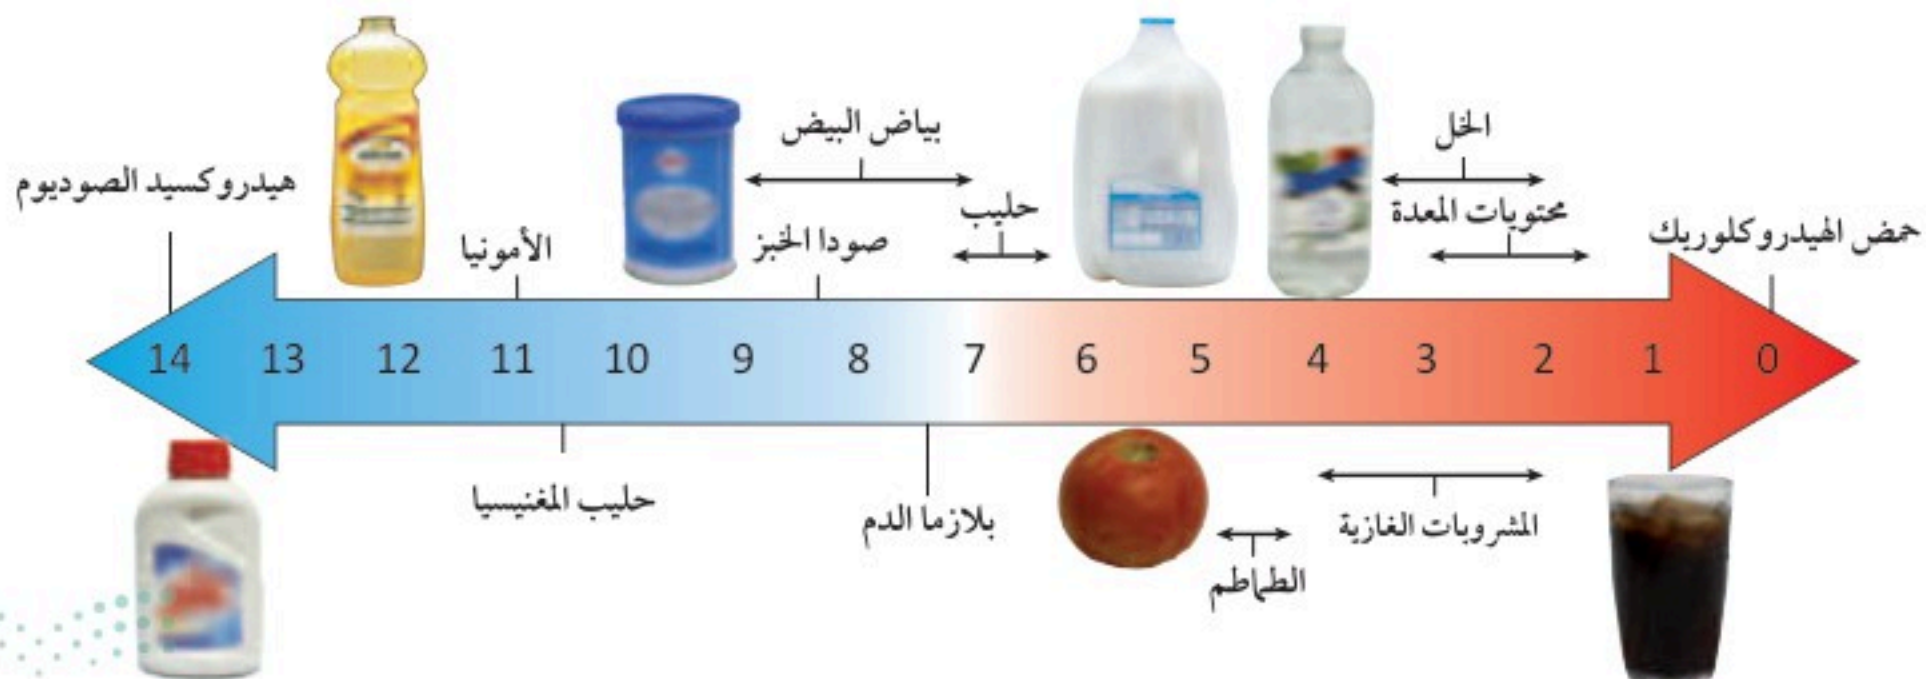 بياض البيض
الخل
هيدروكسيد الصوديوم
حليب
محتويات المعدة
حمض الهيدروكلوريك
الأمونيا
صودا الخبز
14 13 12 11 10 9 8 7 6 5 4 3 2 1 0
حليب المغنيسيا
بلازما الدم
المشروبات الغازية
الطماطم